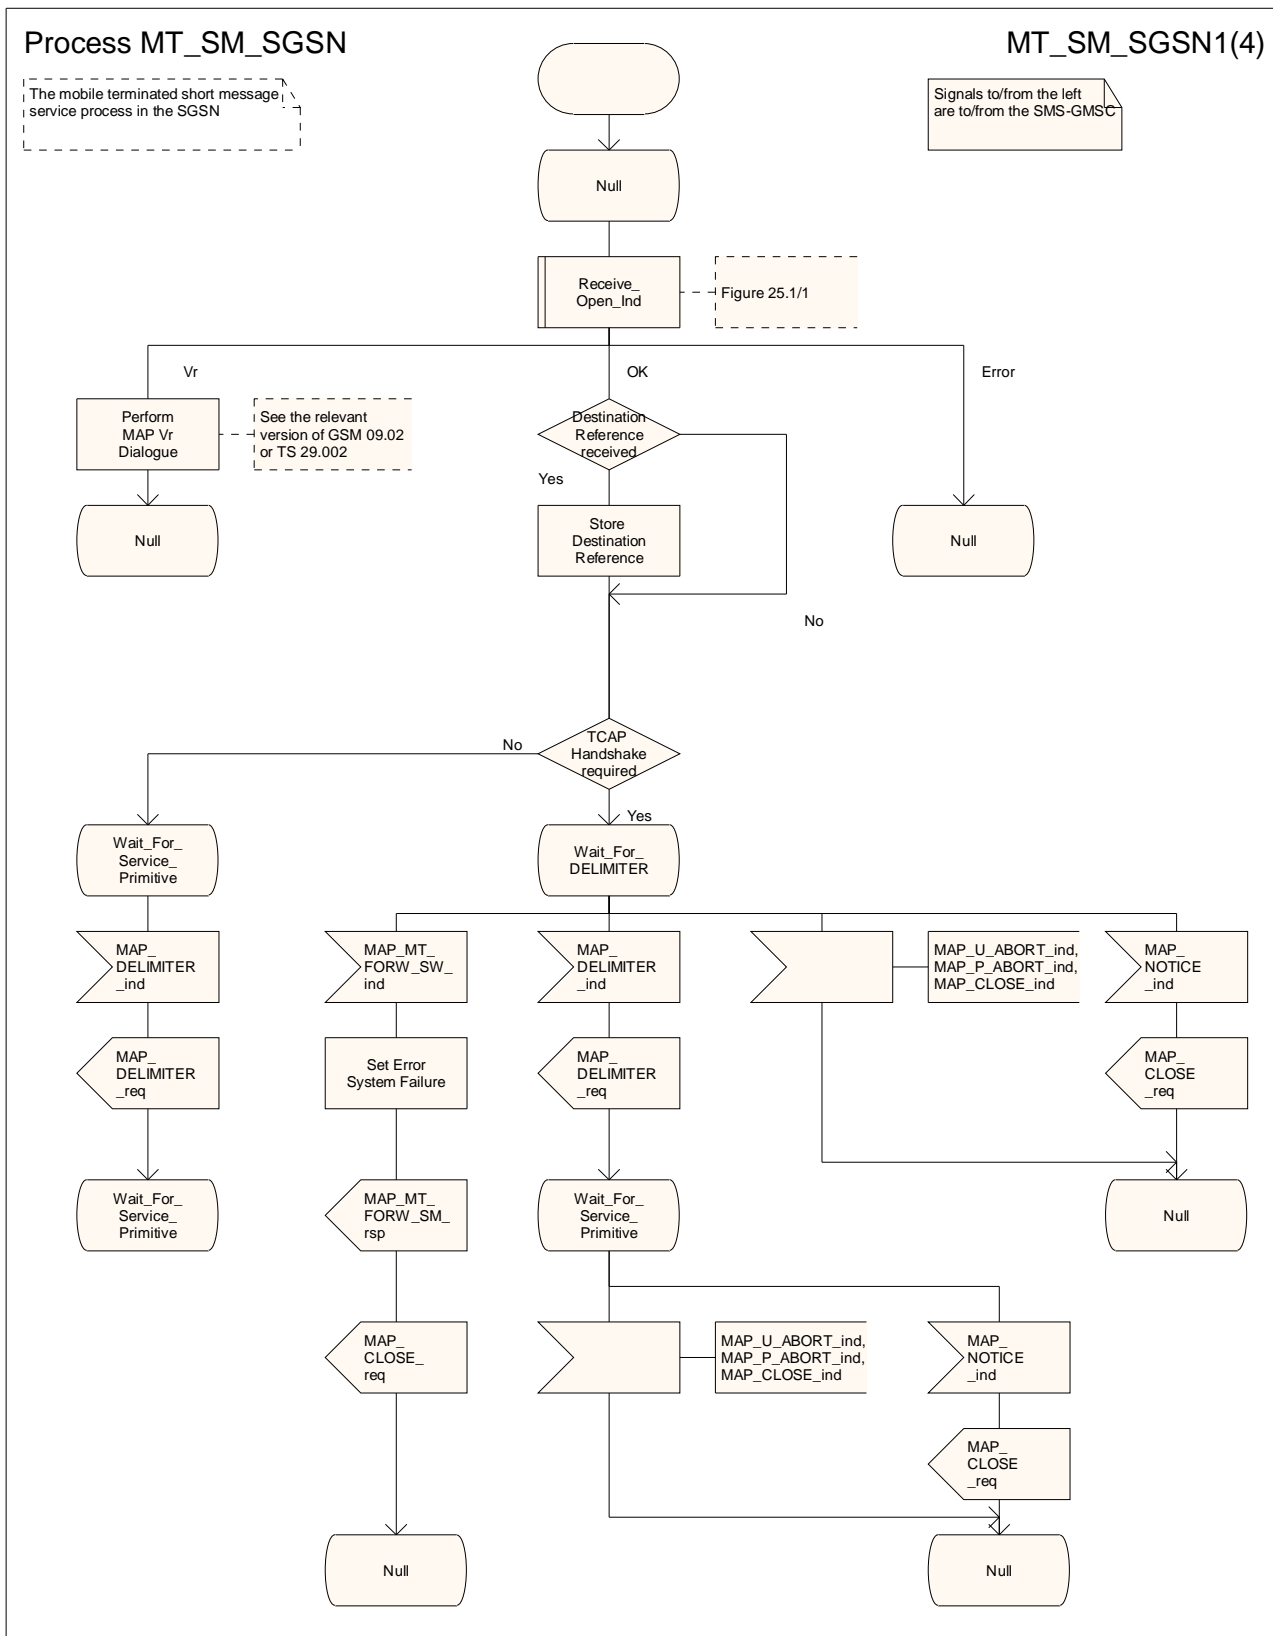 Process MT_SM_SGSN
MT_SM_SGSN1(4)
The mobile terminated short message
service process in the SGSN
Signals to/from the left
are to/from the SMS-GMSC
Null
Receive_
Open_Ind
Figure 25.1/1
Vr
OK
Error
Perform
MAP Vr
Dialogue
See the relevant
version of GSM 09.02
or TS 29.002
Destination
Reference
received
Yes
Null
Store
Destination
Reference
Null
No
No
TCAP
Handshake
required
Yes
Wait_For_
Service_
Primitive
Wait_For_
DELIMITER
MAP_
DELIMITER
_ind
MAP_MT_
FORW_SW_
ind
MAP_
DELIMITER
_ind
MAP_U_ABORT_ind,
MAP_P_ABORT_ind,
MAP_CLOSE_ind
MAP_
NOTICE
_ind
MAP_
DELIMITER
_req
Set Error
System Failure
MAP_
DELIMITER
_req
MAP_
CLOSE
_req
Wait_For_
Service_
Primitive
MAP_MT_
FORW_SM_
rsp
Wait_For_
Service_
Primitive
Null
MAP_
CLOSE_
req
MAP_U_ABORT_ind,
MAP_P_ABORT_ind,
MAP_CLOSE_ind
MAP_
NOTICE
_ind
MAP_
CLOSE
_req
Null
Null